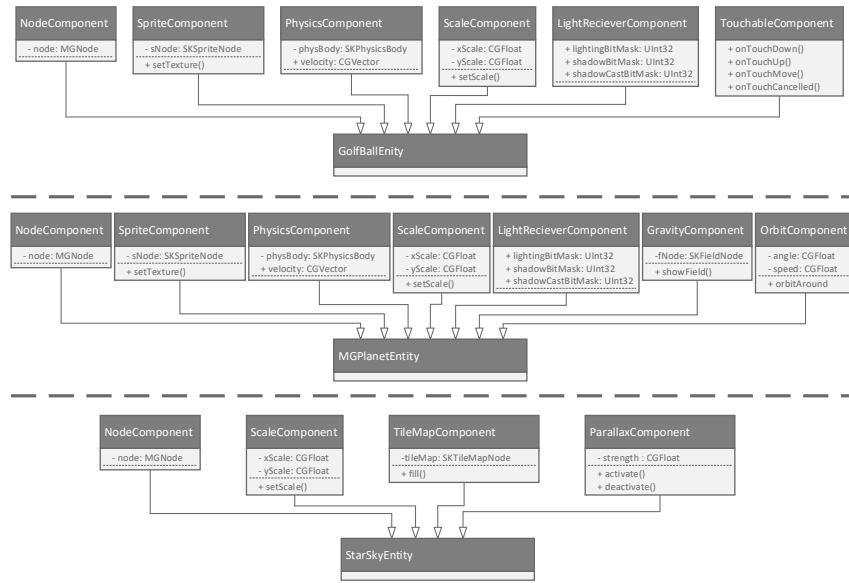 NodeComponent
- node: MGNode
SpriteComponent
- sNode: SKSpriteNode
+ setTexture()
PhysicsComponent
- physBody: SKPhysicsBody
+ velocity: CGVector
ScaleComponent
- xScale: CGFloat
- yScale: CGFloat
+ setScale()
LightRecieverComponent
+ lightingBitMask: UInt32
+ shadowBitMask: UInt32
+ shadowCastBitMask: UInt32
TouchableComponent
+ onTouchDown()
+ onTouchUp()
+ onTouchMove()
+ onTouchCancelled()
GolfBallEnity
NodeComponent
- node: MGNode
SpriteComponent
- sNode: SKSpriteNode
+ setTexture()
PhysicsComponent
- physBody: SKPhysicsBody
+ velocity: CGVector
ScaleComponent
- xScale: CGFloat
- yScale: CGFloat
+ setScale()
LightRecieverComponent
+ lightingBitMask: UInt32
+ shadowBitMask: UInt32
+ shadowCastBitMask: UInt32
GravityComponent
-fNode: SKFieldNode
+ showField()
OrbitComponent
- angle: CGFloat
- speed: CGFloat
+ orbitAround
MGPlanetEntity
NodeComponent
- node: MGNode
ScaleComponent
- xScale: CGFloat
- yScale: CGFloat
+ setScale()
TileMapComponent
-tileMap: SKTileMapNode
+ fill()
ParallaxComponent
- strength : CGFloat
+ activate()
+ deactivate()
StarSkyEntity